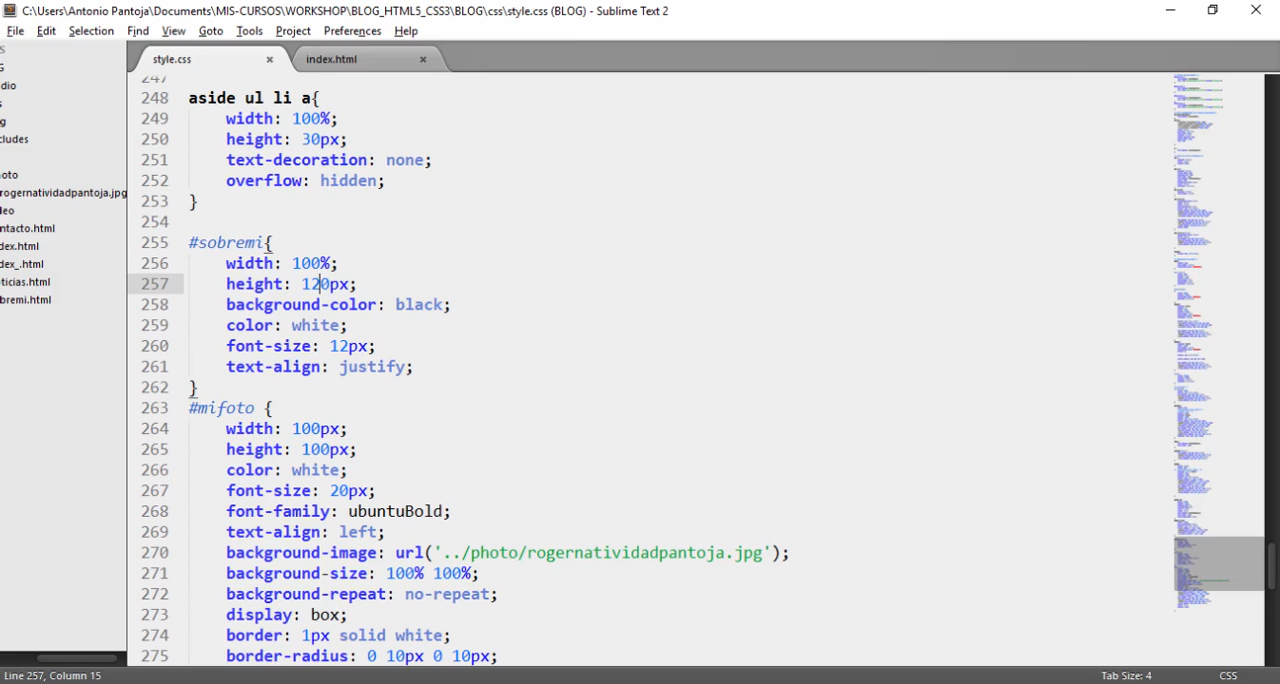 C:\Users\Antonio Pantoja\Documents\MIS-CURSOS\WORKSHOP\BLOG_HTML5_CSS3\BLOG\css\style.css (BLOG) - Sublime Text 2
File Edit Selection Find View Goto Tools Project Preferences Help
style.css index.html
S
G
dio
s
g
cludes
oto
rogernatividadpantoja.jpg
leo
ntacto.html
dex.html
dex_.html
ticias.html
bremi.html
247
248 aside ul li a{
249 width: 100%;
250 height: 30px;
251 text-decoration: none;
252 overflow: hidden;
253 }
254
255 #sobremi{
256 width: 100%;
257 height: 120px;
258 background-color: black;
259 color: white;
260 font-size: 12px;
261 text-align: justify;
262 }
263 #mifoto {
264 width: 100px;
265 height: 100px;
266 color: white;
267 font-size: 20px;
268 font-family: ubuntuBold;
269 text-align: left;
270 background-image: url('../photo/rogernatividadpantoja.jpg');
271 background-size: 100% 100%;
272 background-repeat: no-repeat;
273 display: box;
274 border: 1px solid white;
275 border-radius: 0 10px 0 10px;
Line 257, Column 15 Tab Size: 4 CSS